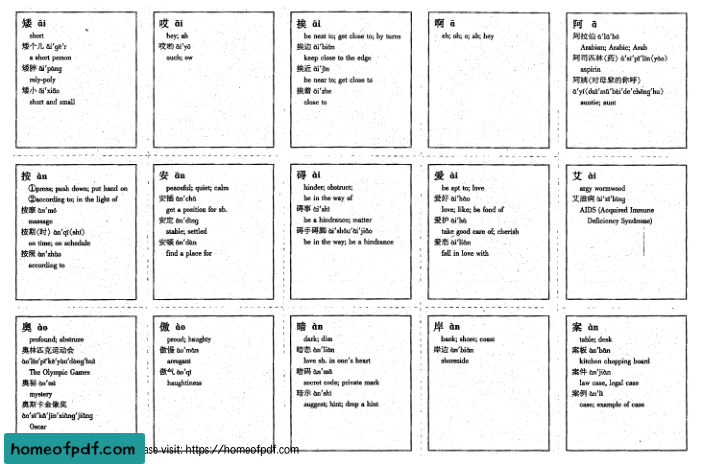 矮 ǎi
short
矮个儿 ǎi'gèr
a short person
矮胖 ǎi'pàng
roly-poly
矮小 ǎi'xiǎo
short and small
哎 āi
hey; ah
哎哟 āi'yō
ouch; ow
挨 āi
be next to; get close to; by turns
挨边 āi'biān
keep close to the edge
挨近 āi'jìn
be near to; get close to
挨着 āi'zhe
close to
啊 ā
eh; oh; o; ah; hey
阿 ā
阿拉伯 ā'lā'bó
Arabian; Arabic; Arab
阿司匹林(药) ā'sī'pǐ'lín(yào)
aspirin
阿姨(对母辈的称呼)
ā'yí(duì'mǔ'bèi'de'chēng'hu)
auntie; aunt
按 àn
①press; push down; put hand on
②according to; in the light of
按摩 àn'mó
massage
按期(时) àn'qī(shí)
on time; on schedule
按照 àn'zhào
according to
安 ān
peaceful; quiet; calm
安插 ān'chā
get a position for sb.
安定 ān'dìng
stable; settled
安顿 ān'dùn
find a place for
碍 ài
hinder; obstruct;
be in the way of
碍事 ài'shì
be a hindrance; matter
碍手碍脚 ài'shǒu'ài'jiǎo
be in the way; be a hindrance
爱 ài
be apt to; love
爱好 ài'hào
love; like; be fond of
爱护 ài'hù
take good care of; cherish
爱恋 ài'liàn
fall in love with
艾 ài
argy wormwood
艾滋病 ài'zī'bìng
AIDS (Acquired Immune
Deficiency Syndrome)
奥 ào
profound; abstruse
奥林匹克运动会
ào'lín'pǐ'kè'yùn'dòng'huì
The Olympic Games
奥秘 ào'mì
mystery
奥斯卡金像奖
ào'sī'kǎ'jīn'xiàng'jiǎng
Oscar
傲 ào
proud; haughty
傲慢 ào'màn
arrogant
傲气 ào'qì
haughtiness
暗 àn
dark; dim
暗恋 àn'liàn
love sb. in one's heart
暗码 àn'mǎ
secret code; private mark
暗示 àn'shì
suggest; hint; drop a hint
岸 àn
bank; shore; coast
岸边 àn'biān
shoreside
案 àn
table; desk
案板 àn'bǎn
kitchen chopping board
案件 àn'jiàn
law case, legal case
案例 àn'lì
case; example of case
homeofpdf.com
visit: https://homeofpdf.com